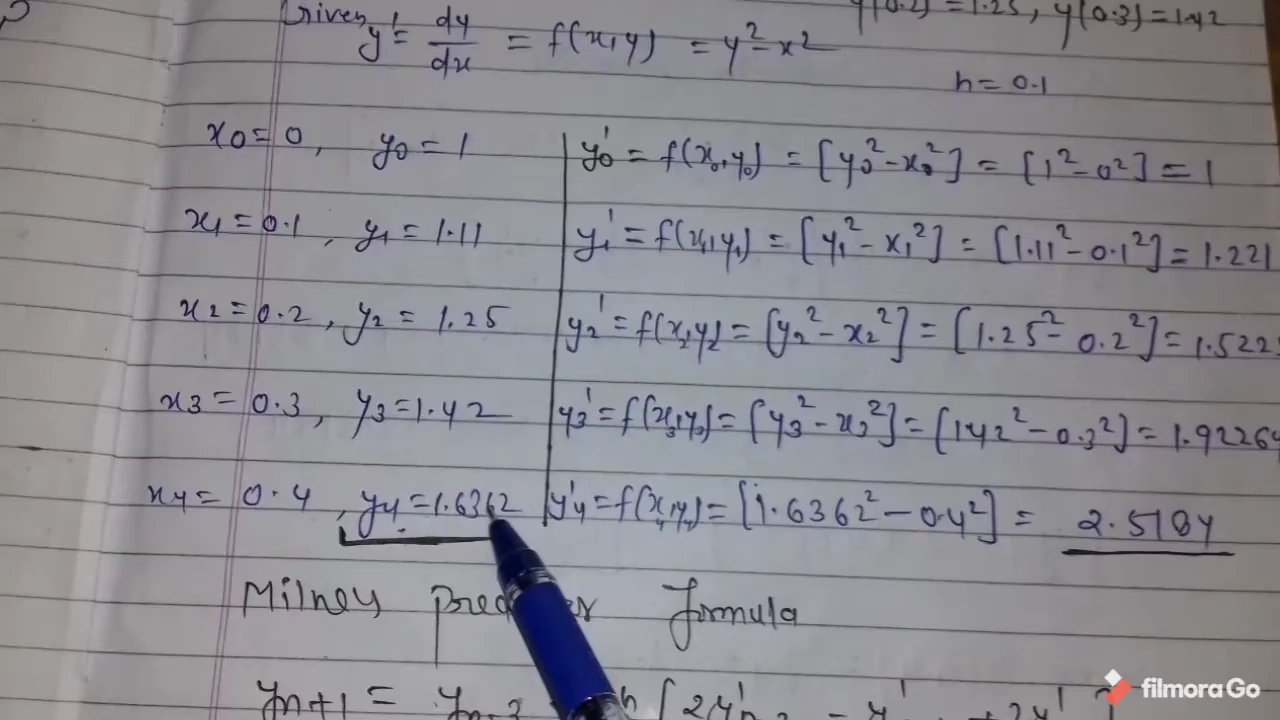 y(0.2) = 1.25, y(0.3) = 1.42
Given y' = dy/dx = f(x,y) = y² - x²
h = 0.1
x0 = 0, y0 = 1 | y0' = f(x0,y0) = [y0² - x0²] = [1² - 0²] = 1
x1 = 0.1, y1 = 1.11 | y1' = f(x1,y1) = [y1² - x1²] = [1.11² - 0.1²] = 1.221
x2 = 0.2, y2 = 1.25 | y2' = f(x2,y2 = [y2² - x2²] = [1.25² - 0.2²] = 1.522
x3 = 0.3, y3 = 1.42 | y3' = f(x3,y3) = [y3² - x3²] = [142² - 0.3²] = 1.9226
x4 = 0.4, y4 = 1.6362 | y'4 = f(x4,y4) = [1.6362² - 0.4²] = 2.5184
Milney formula
yn+1 =
filmoraGo